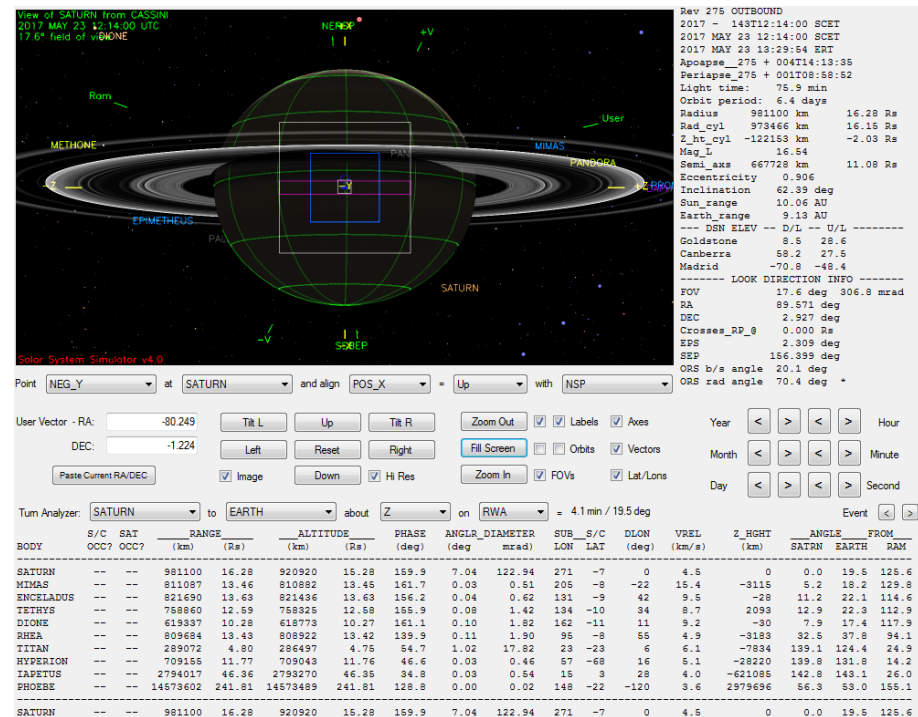 View of SATURN from CASSINI
2017 MAY 23 12:14:00 UTC
17.6° field of view
DIONE
+V
Ram
User
METHONE
MIMAS
PAN
PANDORA
-Z
-Y
+Z
EPIMETHEUS
SATURN
-V
Solar System Simulator v4.0
Rev 275 OUTBOUND
2017 - 143T12:14:00 SCET
2017 MAY 23 12:14:00 SCET
2017 MAY 23 13:29:54 ERT
Apoapse__275 + 004T14:13:35
Periapse_275 + 001T08:58:52
Light time: 75.9 min
Orbit period: 6.4 days
Radius 981100 km 16.28 Rs
Rad_cyl 973466 km 16.15 Rs
Z_ht_cyl -122153 km -2.03 Rs
Mag_L 16.54
Semi_axs 667728 km 11.08 Rs
Eccentricity 0.906
Inclination 62.39 deg
Sun_range 10.06 AU
Earth_range 9.13 AU
--- DSN ELEV -- D/L -- U/L --------
Goldstone 8.5 28.6
Canberra 58.2 27.5
Madrid -70.8 -48.4
------- LOOK DIRECTION INFO -------
FOV 17.6 deg 306.8 mrad
RA 89.571 deg
DEC 2.927 deg
Crosses_RP_@ 0.000 Rs
EPS 2.309 deg
SEP 156.399 deg
ORS b/s angle 20.1 deg
ORS rad angle 70.4 deg *
Point NEG_Y at SATURN and align POS_X = Up with NSP
User Vector - RA: -80.249 Tilt L Up Tilt R Zoom Out Labels Axes Year < > < > Hour
DEC: -1.224 Left Reset Right Fill Screen Orbits Vectors Month < > < > Minute
Paste Current RA/DEC Image Down Hi Res Zoom In FOVs Lat/Lons Day < > < > Second
Turn Analyzer: SATURN to EARTH about Z on RWA = 4.1 min / 19.5 deg Event < >
S/C SAT ____RANGE____ ___ALTITUDE___ PHASE ANGLR_DIAMETER SUB__S/C DLON VREL Z_HGHT ___ANGLE__FROM___
BODY OCC? OCC? (km) (Rs) (km) (Rs) (deg) (deg mrad) LON LAT (deg) (km/s) (km) SATRN EARTH RAM
SATURN -- -- 981100 16.28 920920 15.28 159.9 7.04 122.94 271 -7 0 4.5 0 0.0 19.5 125.6
MIMAS -- -- 811087 13.46 810882 13.45 161.7 0.03 0.51 205 -8 -22 15.4 -3115 5.2 18.2 129.8
ENCELADUS -- -- 821690 13.63 821436 13.63 156.2 0.04 0.62 131 -9 42 9.5 -28 11.2 22.1 114.6
TETHYS -- -- 758860 12.59 758325 12.58 155.9 0.08 1.42 134 -10 34 8.7 2093 12.9 22.3 112.9
DIONE -- -- 619337 10.28 618773 10.27 161.1 0.10 1.82 162 -11 11 9.2 -30 7.9 17.4 117.9
RHEA -- -- 809684 13.43 808922 13.42 139.9 0.11 1.90 95 -8 55 4.9 -3183 32.5 37.8 94.1
TITAN -- -- 289072 4.80 286497 4.75 54.7 1.02 17.82 23 -23 6 6.1 -7834 139.1 124.4 24.9
HYPERION -- -- 709155 11.77 709043 11.76 46.6 0.03 0.46 57 -68 16 5.1 -28220 139.8 131.8 14.2
IAPETUS -- -- 2794017 46.36 2793270 46.35 34.8 0.03 0.54 15 3 28 4.0 -621085 142.8 143.1 26.0
PHOEBE -- -- 14573602 241.81 14573489 241.81 128.8 0.00 0.02 148 -22 -120 3.6 2979696 56.3 53.0 155.1
SATURN -- -- 981100 16.28 920920 15.28 159.9 7.04 122.94 271 -7 0 4.5 0 0.0 19.5 125.6